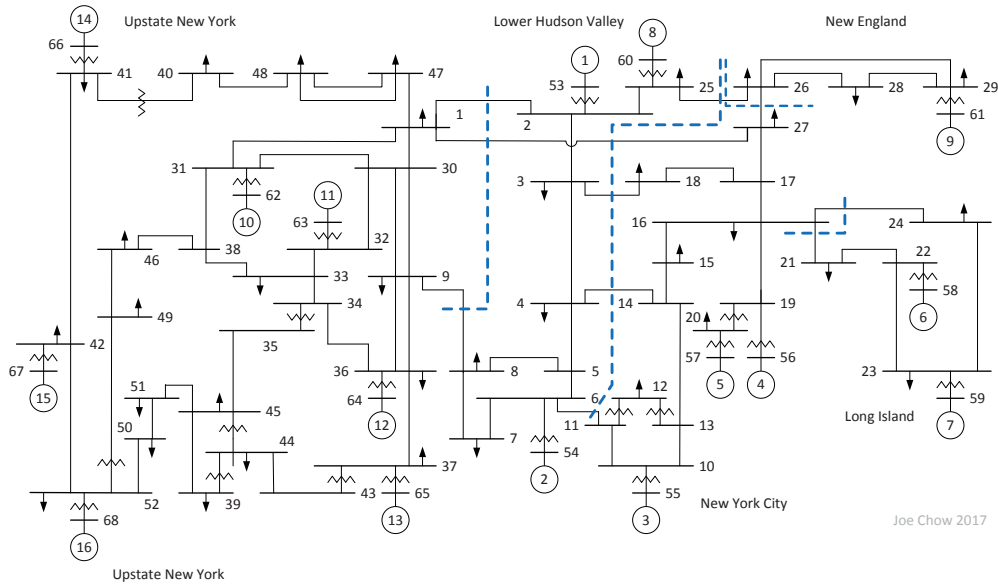 14 Upstate New York Lower Hudson Valley 8 New England
66 1 60
41 40 48 47 53 25 26 28 29
1 2 61
27 9
31 30 3 18 17
62 11
10 63 16 24
32
46 38 15 21 22
33 9 58
49 34 4 14 20 19 6
35
42 57 56
67 51 36 8 5 12 23
15 64 6 5 4 59
50 45 12 11 13 Long Island 7
44 7 54
37 10
52 39 43 65 2 55
68 13 3 New York City
16 Joe Chow 2017
Upstate New York